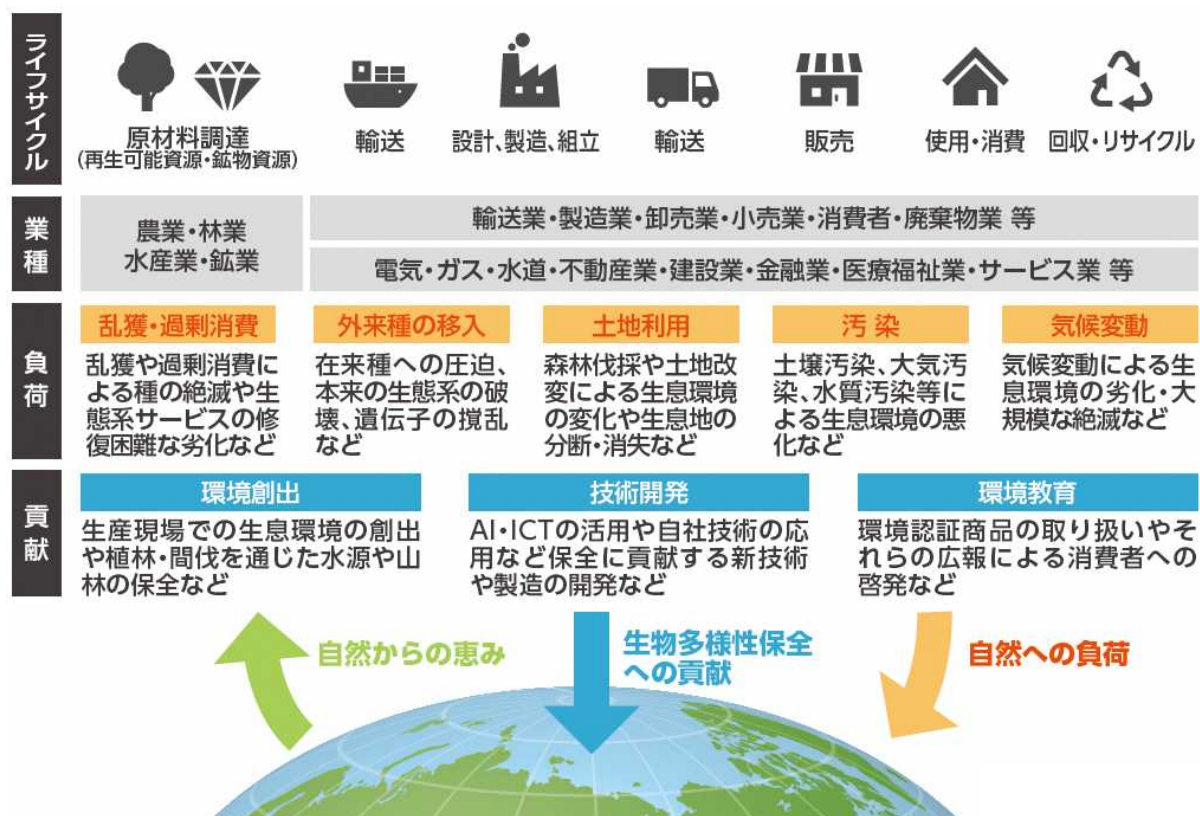 ライフサイクル
原材料調達
(再生可能資源・鉱物資源)
輸送
設計、製造、組立
輸送
販売
使用・消費
回収・リサイクル
業種
農業・林業
水産業・鉱業
輸送業・製造業・卸売業・小売業・消費者・廃棄物業 等
電気・ガス・水道・不動産業・建設業・金融業・医療福祉業・サービス業 等
負荷
乱獲・過剰消費
乱獲や過剰消費に
よる種の絶滅や生
態系サービスの修
復困難な劣化など
外来種の移入
在来種への圧迫、
本来の生態系の破
壊、遺伝子の撹乱
など
土地利用
森林伐採や土地改
変による生息環境
の変化や生息地の
分断・消失など
汚染
土壌汚染、大気汚
染、水質汚染等に
よる生息環境の悪
化など
気候変動
気候変動による生
息環境の劣化・大
規模な絶滅など
貢献
環境創出
生産現場での生息環境の創出
や植林・間伐を通じた水源や山
林の保全など
技術開発
AI・ICTの活用や自社技術の応
用など保全に貢献する新技術
や製造の開発など
環境教育
環境認証商品の取り扱いやそ
れらの広報による消費者への
啓発など
自然からの恵み
生物多様性保全
への貢献
自然への負荷